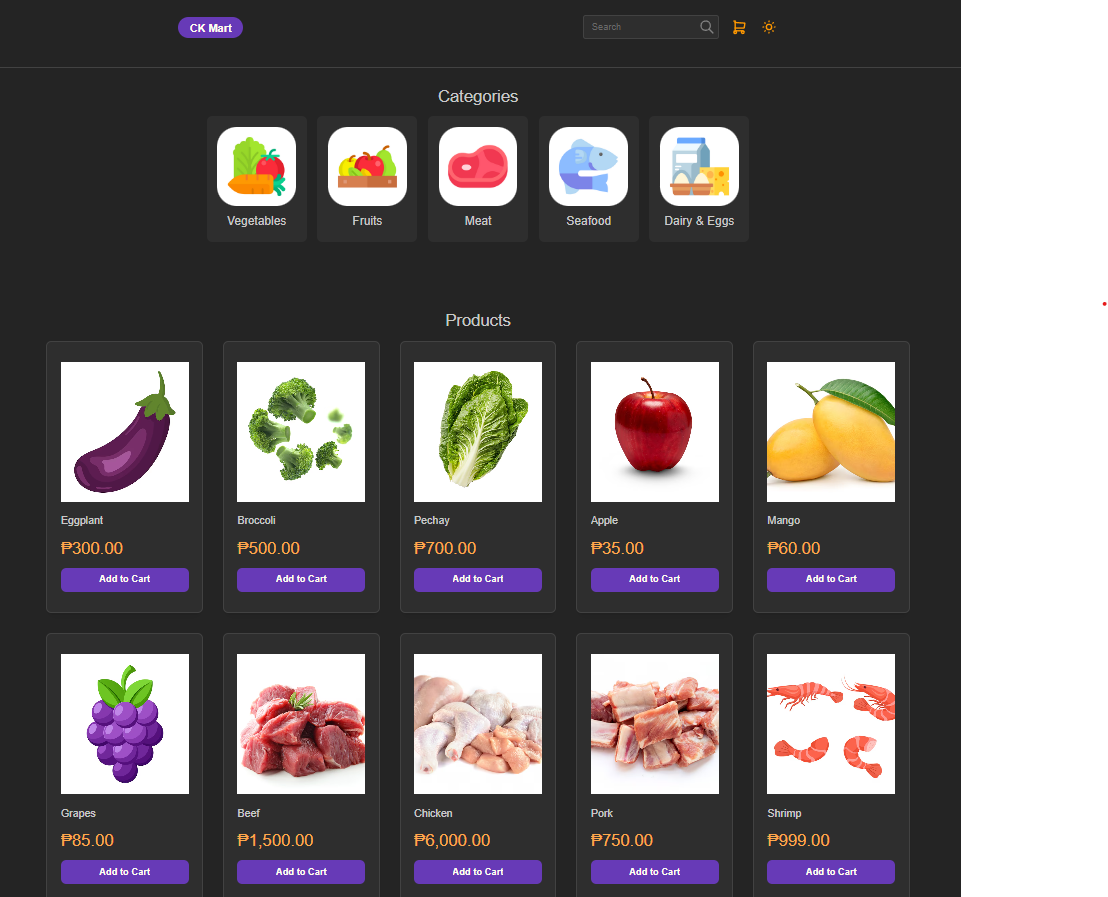 CK Mart
Search
Categories
Vegetables
Fruits
Meat
Seafood
Dairy & Eggs
Products
Eggplant
₱300.00
Add to Cart
Broccoli
₱500.00
Add to Cart
Pechay
₱700.00
Add to Cart
Apple
₱35.00
Add to Cart
Mango
₱60.00
Add to Cart
Grapes
₱85.00
Add to Cart
Beef
₱1,500.00
Add to Cart
Chicken
₱6,000.00
Add to Cart
Pork
₱750.00
Add to Cart
Shrimp
₱999.00
Add to Cart